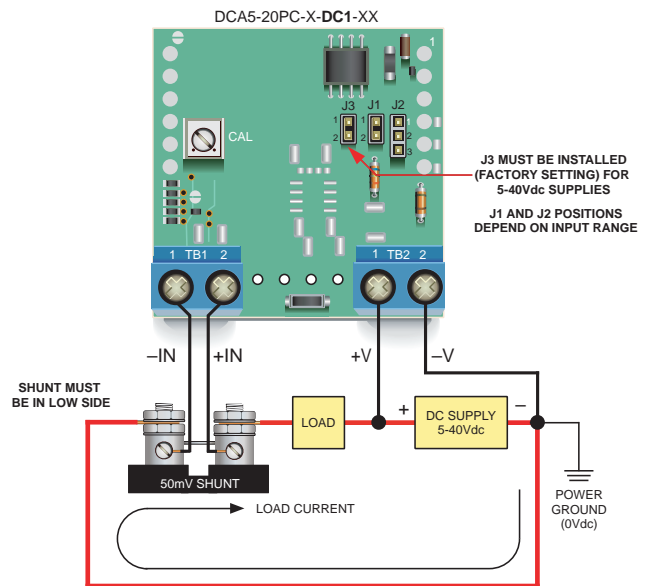 DCA5-20PC-X-DC1-XX
1
J3 J1 J2
1 1 1
2 2 2
3
CAL
J3 MUST BE INSTALLED
(FACTORY SETTING) FOR
5-40Vdc SUPPLIES
J1 AND J2 POSITIONS
DEPEND ON INPUT RANGE
1 TB1 2
1 TB2 2
–IN +IN
+V –V
SHUNT MUST
BE IN LOW SIDE
LOAD
+
DC SUPPLY
5-40Vdc
–
50mV SHUNT
LOAD CURRENT
POWER
GROUND
(0Vdc)